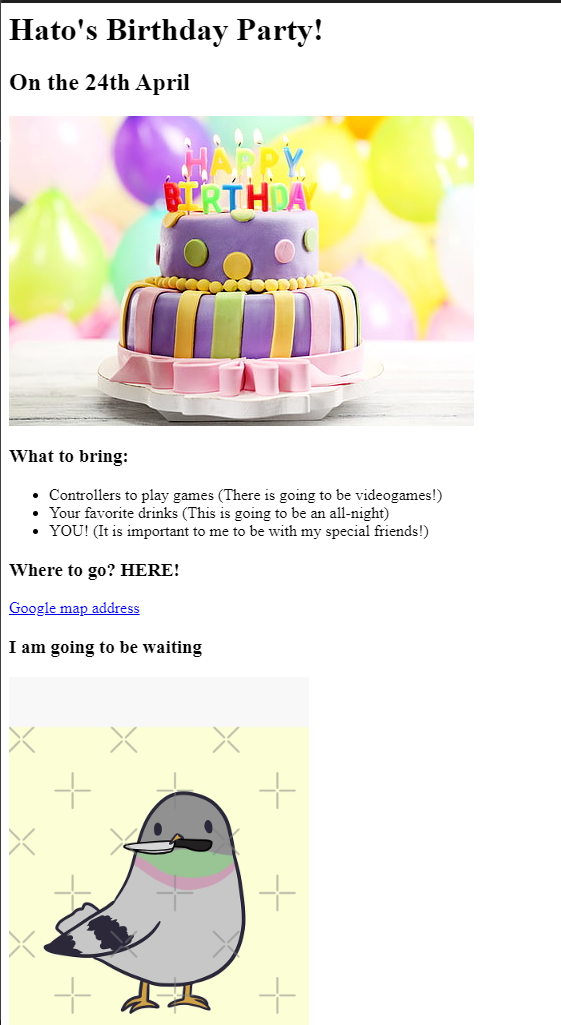 Hato's Birthday Party!
On the 24th April
HAPPY
BIRTHDAY
What to bring:
Controllers to play games (There is going to be videogames!)
Your favorite drinks (This is going to be an all-night)
YOU! (It is important to me to be with my special friends!)
Where to go? HERE!
Google map address
I am going to be waiting